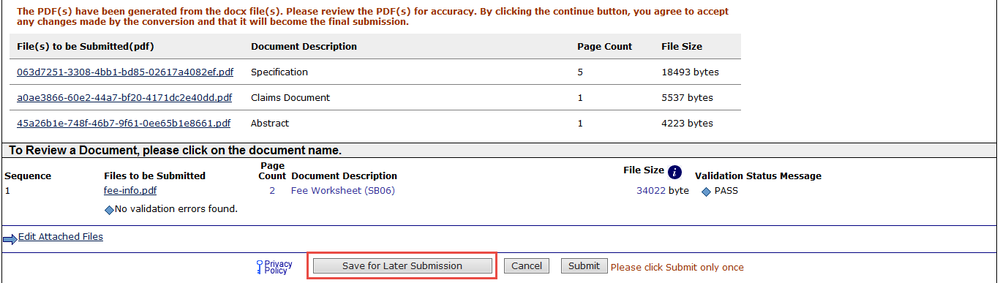 The PDF(s) have been generated from the docx file(s). Please review the PDF(s) for accuracy. By clicking the continue button, you agree to accept
any changes made by the conversion and that it will become the final submission.
File(s) to be Submitted(pdf) Document Description Page Count File Size
063d7251-3308-4bb1-bd85-02617a4082ef.pdf Specification 5 18493 bytes
a0ae3866-60e2-44a7-bf20-4171dc2e40dd.pdf Claims Document 1 5537 bytes
45a26b1e-748f-46b7-9f61-0ee65b1e8661.pdf Abstract 1 4223 bytes
To Review a Document, please click on the document name.
Sequence Files to be Submitted Page Count Document Description File Size i Validation Status Message
1 fee-info.pdf 2 Fee Worksheet (SB06) 34022 byte PASS
No validation errors found.
Edit Attached Files
Privacy Policy Save for Later Submission Cancel Submit Please click Submit only once